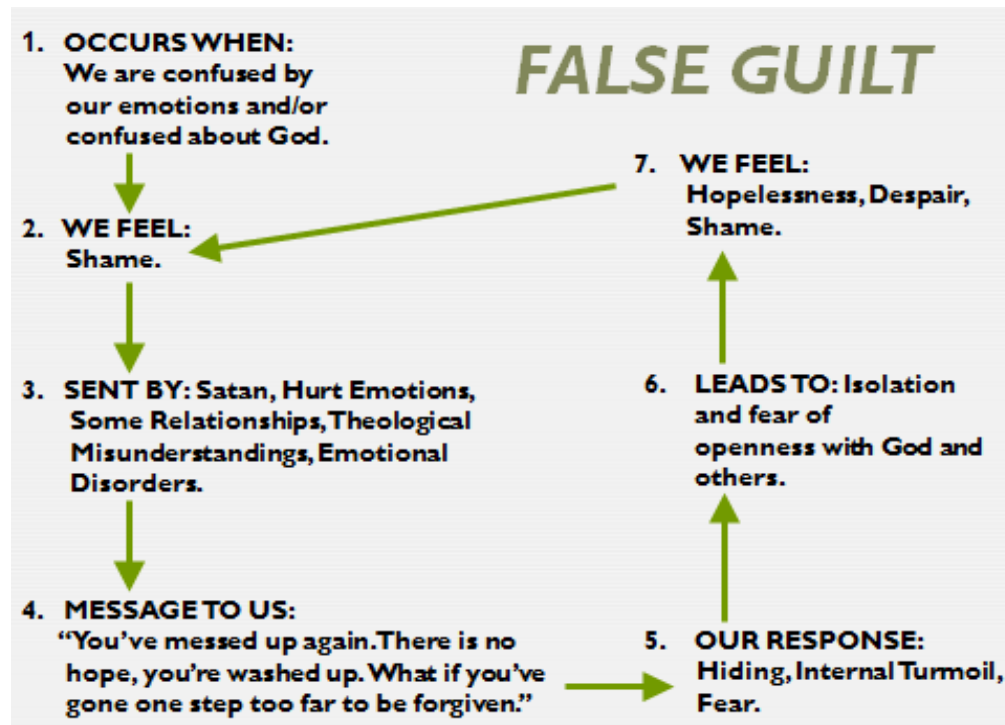 FALSE GUILT
1. OCCURS WHEN:
We are confused by
our emotions and/or
confused about God.
2. WE FEEL:
Shame.
3. SENT BY: Satan, Hurt Emotions,
Some Relationships, Theological
Misunderstandings, Emotional
Disorders.
4. MESSAGE TO US:
“You’ve messed up again. There is no
hope, you’re washed up. What if you’ve
gone one step too far to be forgiven.”
5. OUR RESPONSE:
Hiding, Internal Turmoil,
Fear.
6. LEADS TO: Isolation
and fear of
openness with God and
others.
7. WE FEEL:
Hopelessness, Despair,
Shame.